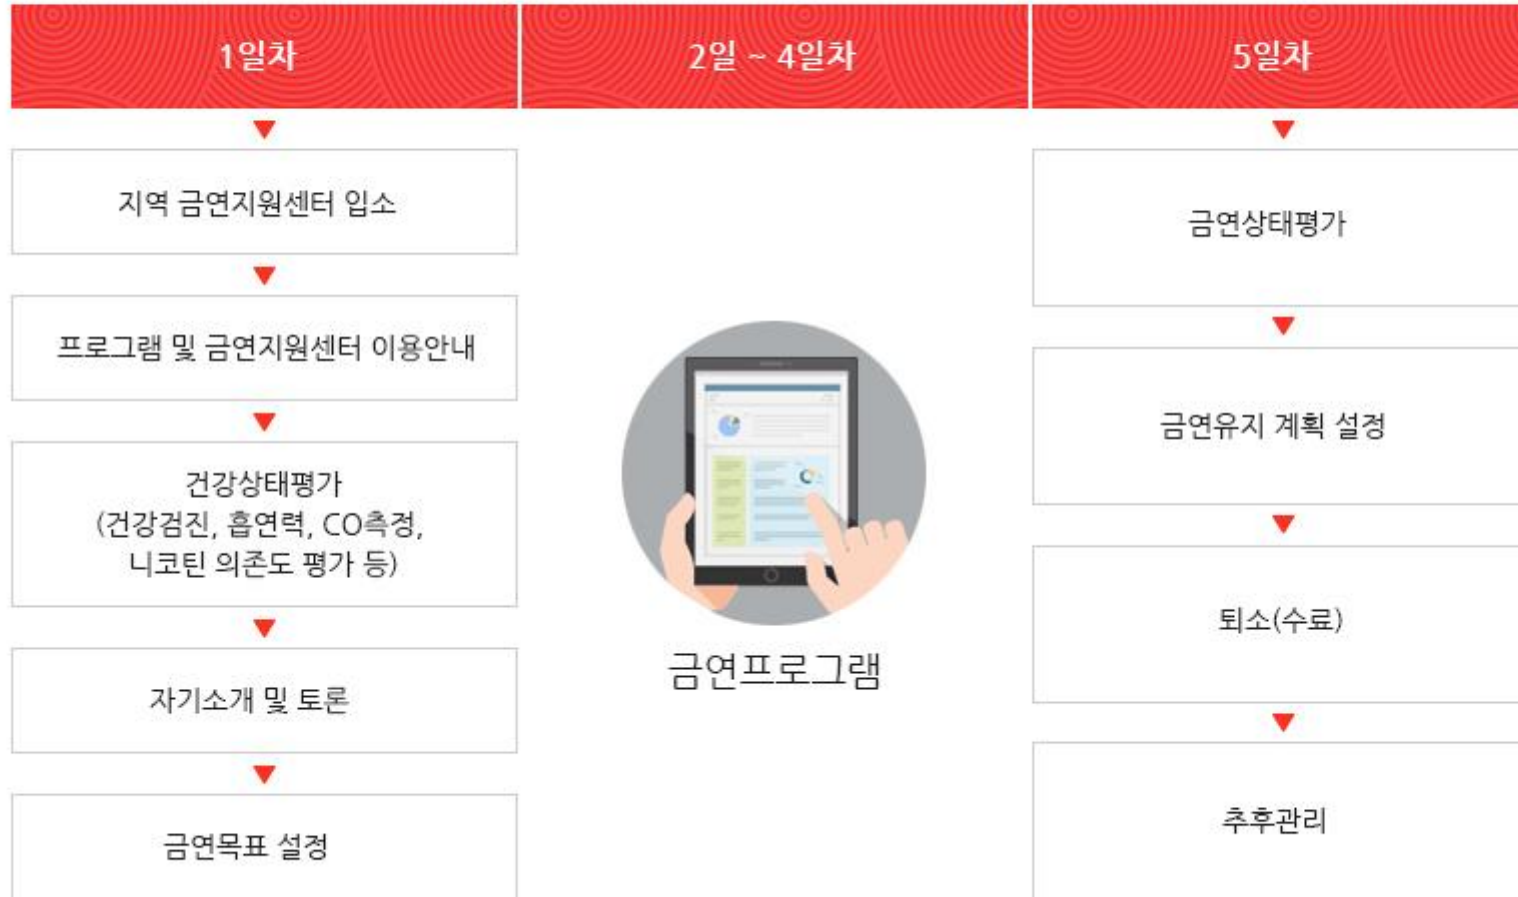 1일차
2일 ~ 4일차
5일차
지역 금연지원센터 입소
프로그램 및 금연지원센터 이용안내
건강상태평가
(건강검진, 흡연력, CO측정,
니코틴 의존도 평가 등)
자기소개 및 토론
금연목표 설정
금연프로그램
금연상태평가
금연유지 계획 설정
퇴소(수료)
추후관리